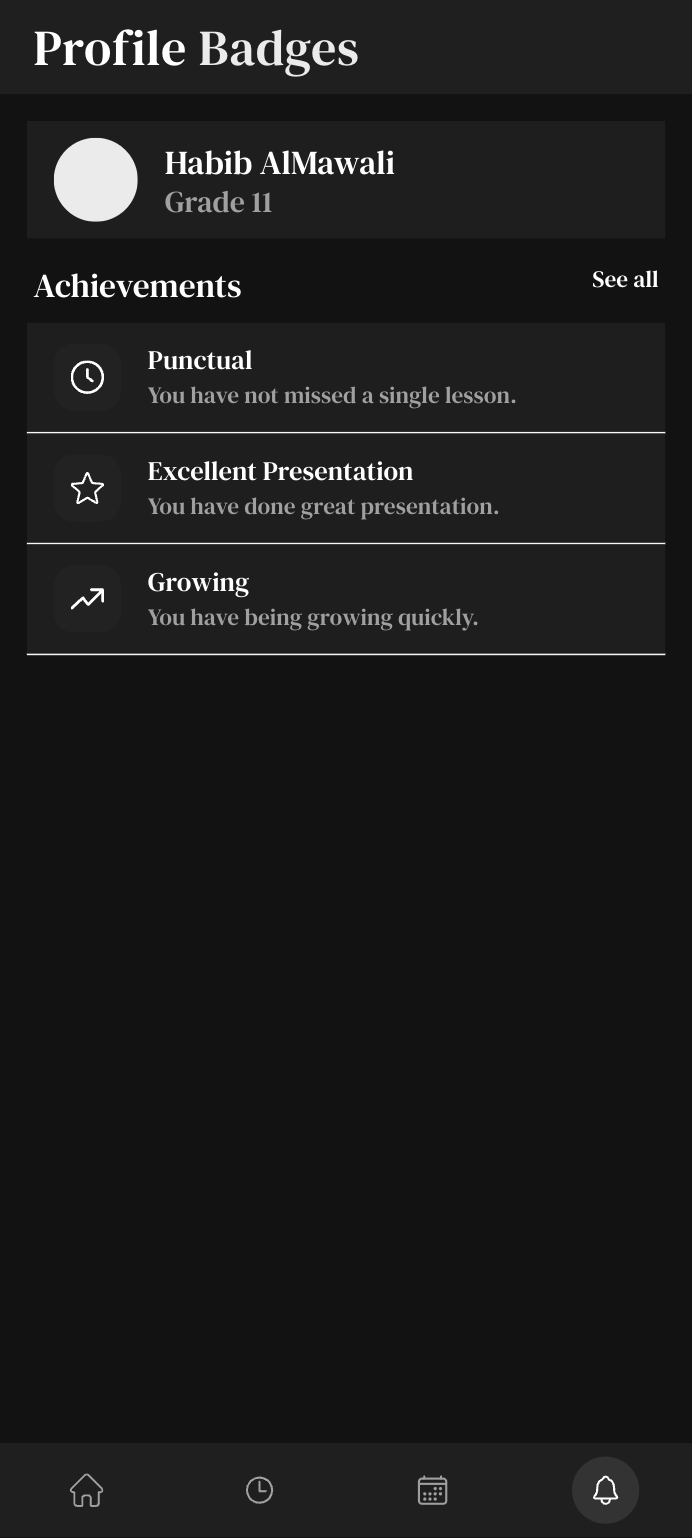 Profile Badges
Habib AlMawali
Grade 11
Achievements
See all
Punctual
You have not missed a single lesson.
Excellent Presentation
You have done great presentation.
Growing
You have being growing quickly.